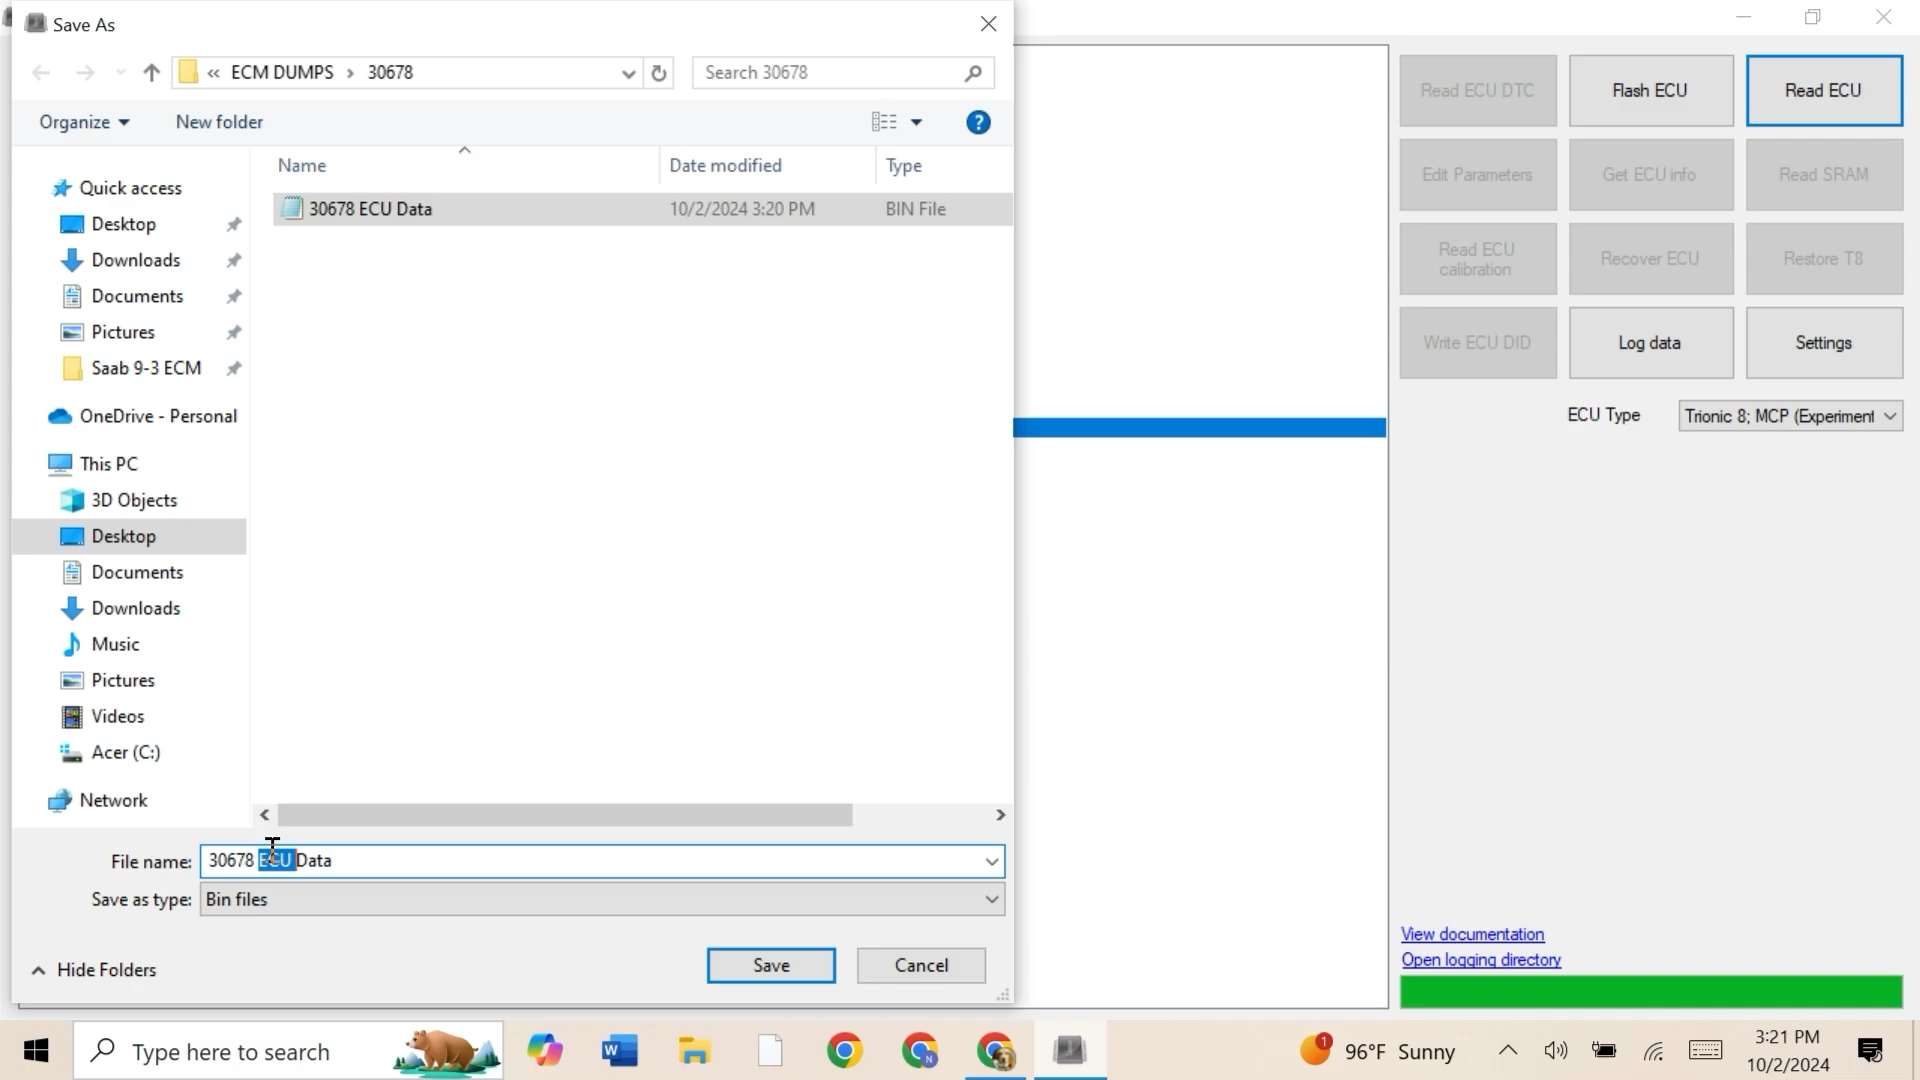 Save As
« ECM DUMPS › 30678
Search 30678
Organize
New folder
?
Name
Date modified
Type
30678 ECU Data
10/2/2024 3:20 PM
BIN File
Quick access
Desktop
Downloads
Documents
Pictures
Saab 9-3 ECM
OneDrive - Personal
This PC
3D Objects
Desktop
Documents
Downloads
Music
Pictures
Videos
Acer (C:)
Network
File name: 30678 ECU Data
Save as type: Bin files
Hide Folders
Save
Cancel
Read ECU DTC
Flash ECU
Read ECU
Edit Parameters
Get ECU info
Read SRAM
Read ECU
calibration
Recover ECU
Restore T8
Write ECU DID
Log data
Settings
ECU Type
Trionic 8; MCP (Experiment
View documentation
Open logging directory
Type here to search
W
N
1
96°F Sunny
3:21 PM
10/2/2024